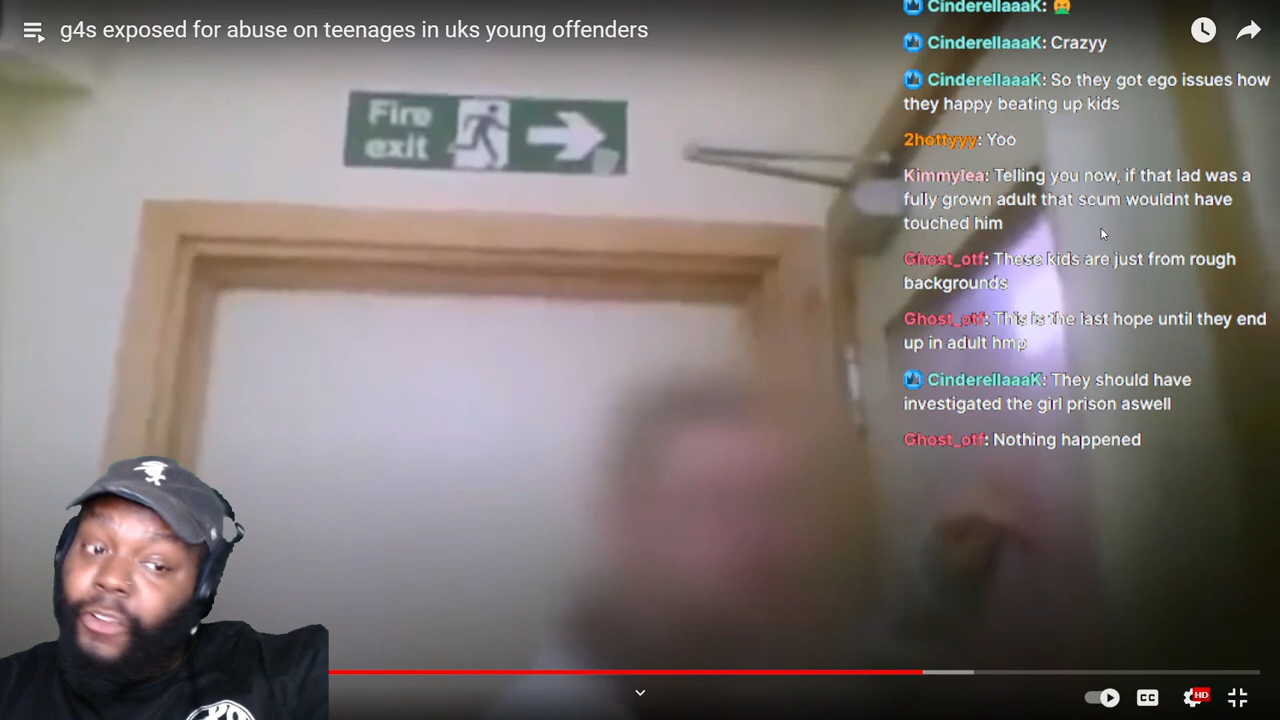 g4s exposed for abuse on teenages in uks young offenders
CinderellaaaK:
CinderellaaaK: Crazyy
CinderellaaaK: So they got ego issues how
they happy beating up kids
2hottyyy: Yoo
Kimmylea: Telling you now, if that lad was a
fully grown adult that scum wouldnt have
touched him
Ghost_otf: These kids are just from rough
backgrounds
Ghost_otf: This is the last hope until they end
up in adult hmp
CinderellaaaK: They should have
investigated the girl prison aswell
Ghost_otf: Nothing happened
Fire
exit
CC
HD